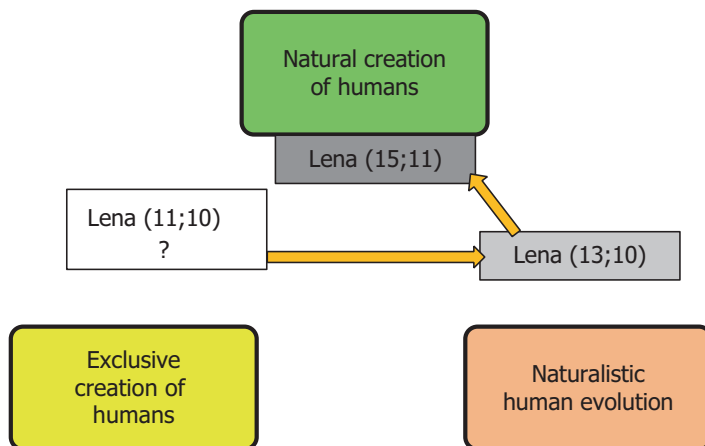 Natural creation
of humans
Lena (15;11)
Lena (11;10)
?
Lena (13;10)
Exclusive
creation of
humans
Naturalistic
human evolution